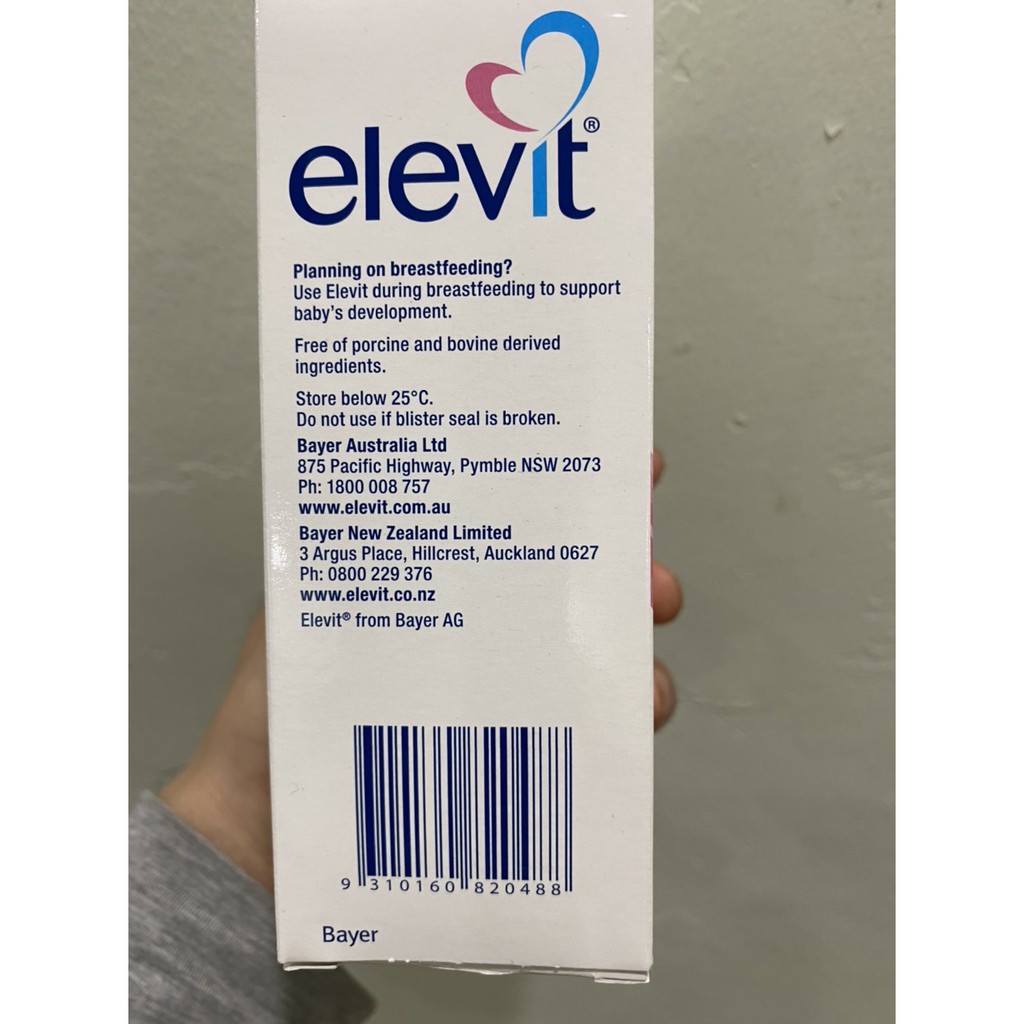 elevit®
Planning on breastfeeding?
Use Elevit during breastfeeding to support
baby's development.
Free of porcine and bovine derived
ingredients.
Store below 25°C.
Do not use if blister seal is broken.
Bayer Australia Ltd
875 Pacific Highway, Pymble NSW 2073
Ph: 1800 008 757
www.elevit.com.au
Bayer New Zealand Limited
3 Argus Place, Hillcrest, Auckland 0627
Ph: 0800 229 376
www.elevit.co.nz
Elevit® from Bayer AG
9 310160 820488
Bayer